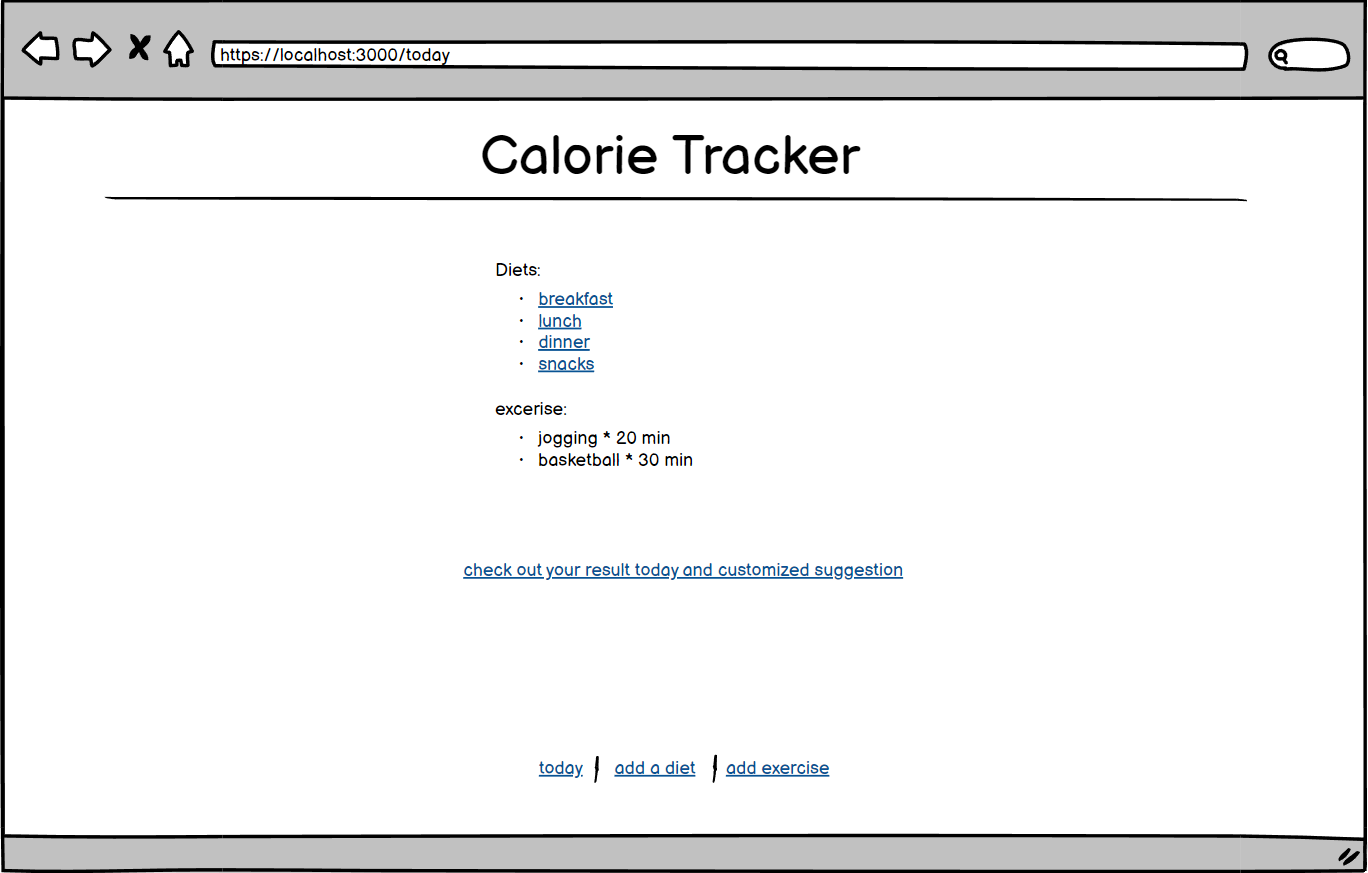 https://localhost:3000/today
Calorie Tracker
Diets:
• breakfast
• lunch
• dinner
• snacks
excerise:
• jogging * 20 min
• basketball * 30 min
check out your result today and customized suggestion
today | add a diet | add exercise